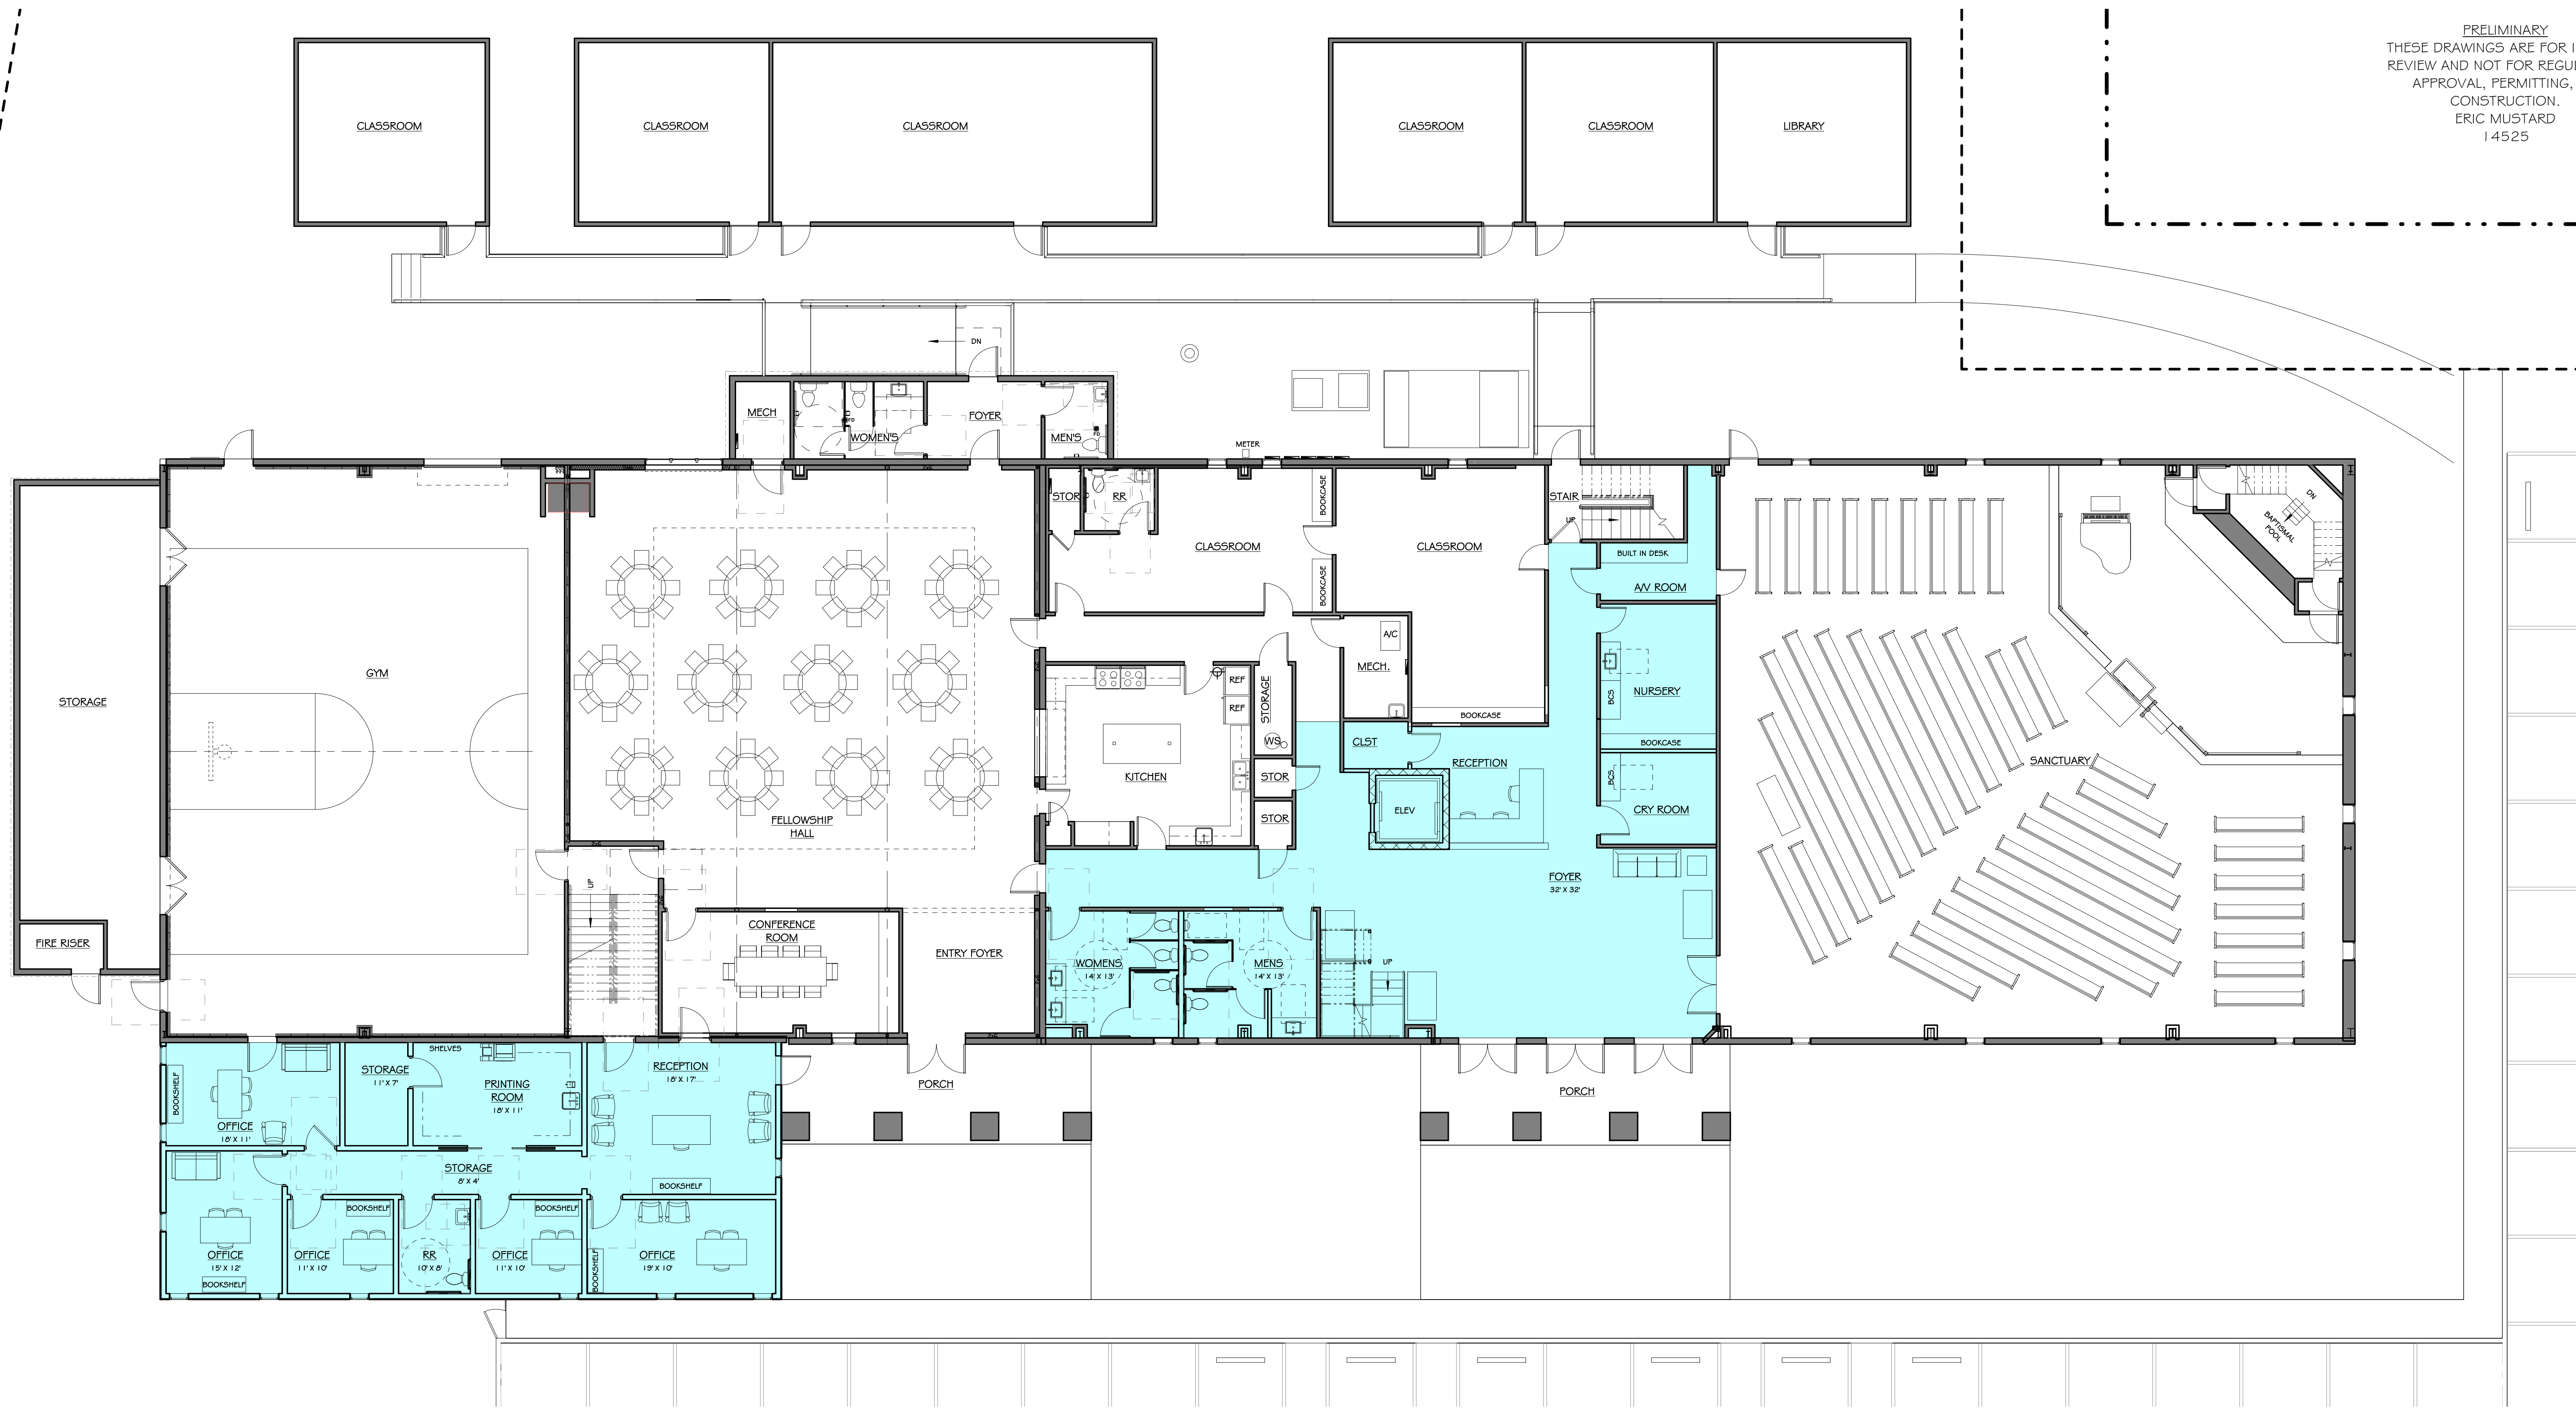 PRELIMINARY
THESE DRAWINGS ARE FOR
REVIEW AND NOT FOR
APPROVAL, PERMITTING,
CONSTRUCTION.
ERIC MUSTARD
14525
CLASSROOM
CLASSROOM
CLASSROOM
CLASSROOM
CLASSROOM
LIBRARY
DN
MECH
WOMEN'S
FOYER
MEN'S
FD
METER
STORAGE
GYM
FIRE RISER
FELLOWSHIP
HALL
UP
CONFERENCE
ROOM
ENTRY FOYER
STOR
RR
CLASSROOM
BOOKCASE
BOOKCASE
CLASSROOM
BOOKCASE
STAIR
UP
MECH.
A/C
KITCHEN
REF
REF
STORAGE
WS
STOR
STOR
CLST
RECEPTION
ELEV
BUILT IN DESK
A/V ROOM
NURSERY
BCS
BOOKCASE
BCS
CRY ROOM
FOYER
32' X 32'
WOMENS
14' X 13'
MENS
14' X 13'
UP
SANCTUARY
DN
BAPTISMAL
POOL
PORCH
PORCH
BOOKSHELF
OFFICE
18' X 11'
STORAGE
11' X 7'
SHELVES
PRINTING
ROOM
18' X 11'
RECEPTION
18' X 17'
BOOKSHELF
STORAGE
8' X 4'
OFFICE
15' X 12'
BOOKSHELF
BOOKSHELF
OFFICE
11' X 10'
RR
10' X 8'
BOOKSHELF
OFFICE
11' X 10'
BOOKSHELF
OFFICE
19' X 10'